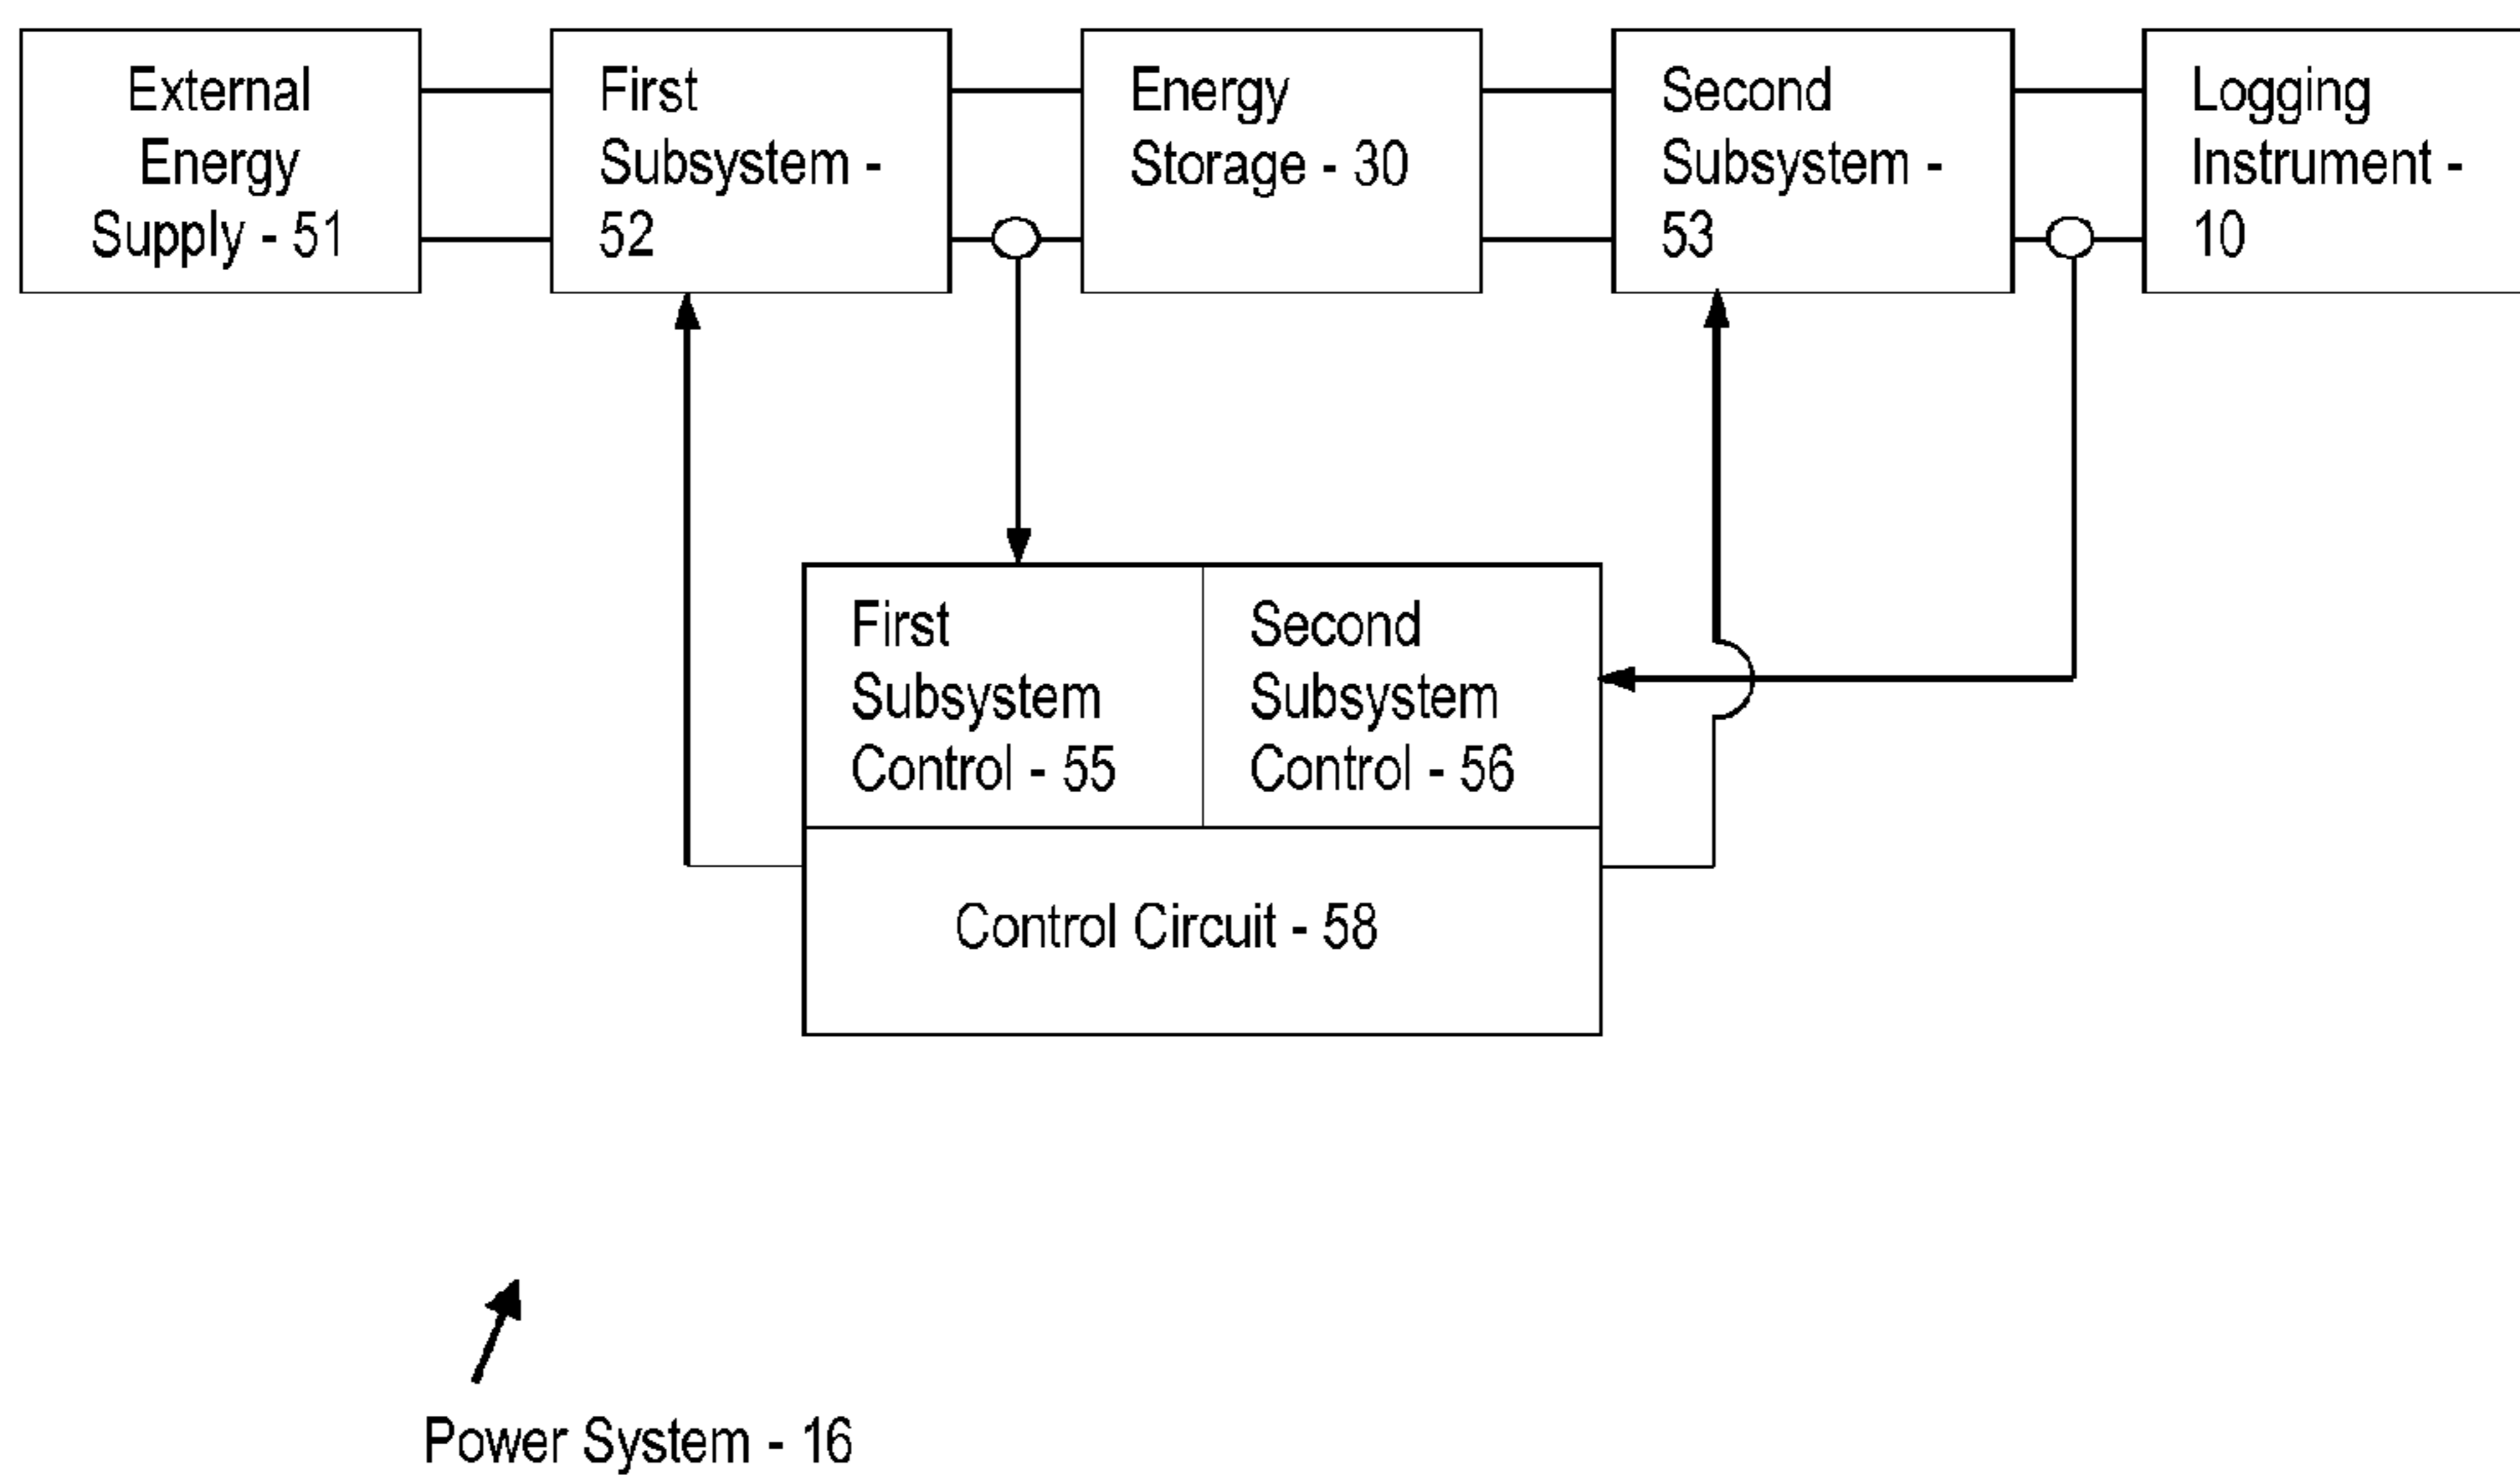 External
Energy
Supply - 51
First
Subsystem -
52
Energy
Storage - 30
Second
Subsystem -
53
Logging
Instrument -
10
First
Subsystem
Control - 55
Second
Subsystem
Control - 56
Control Circuit - 58
Power System - 16